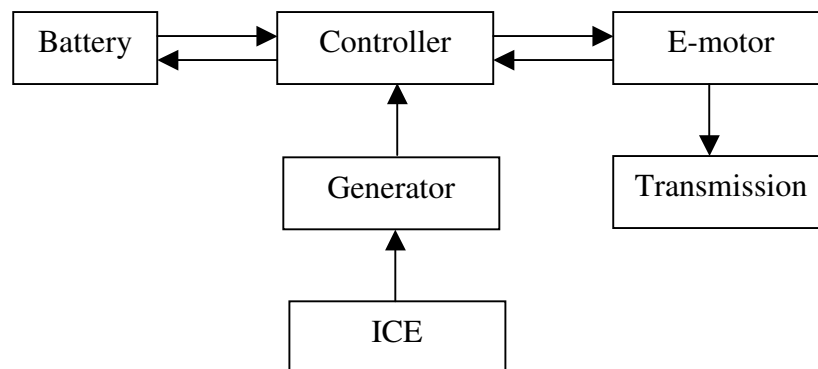 Battery
Controller
E-motor
Generator
Transmission
ICE